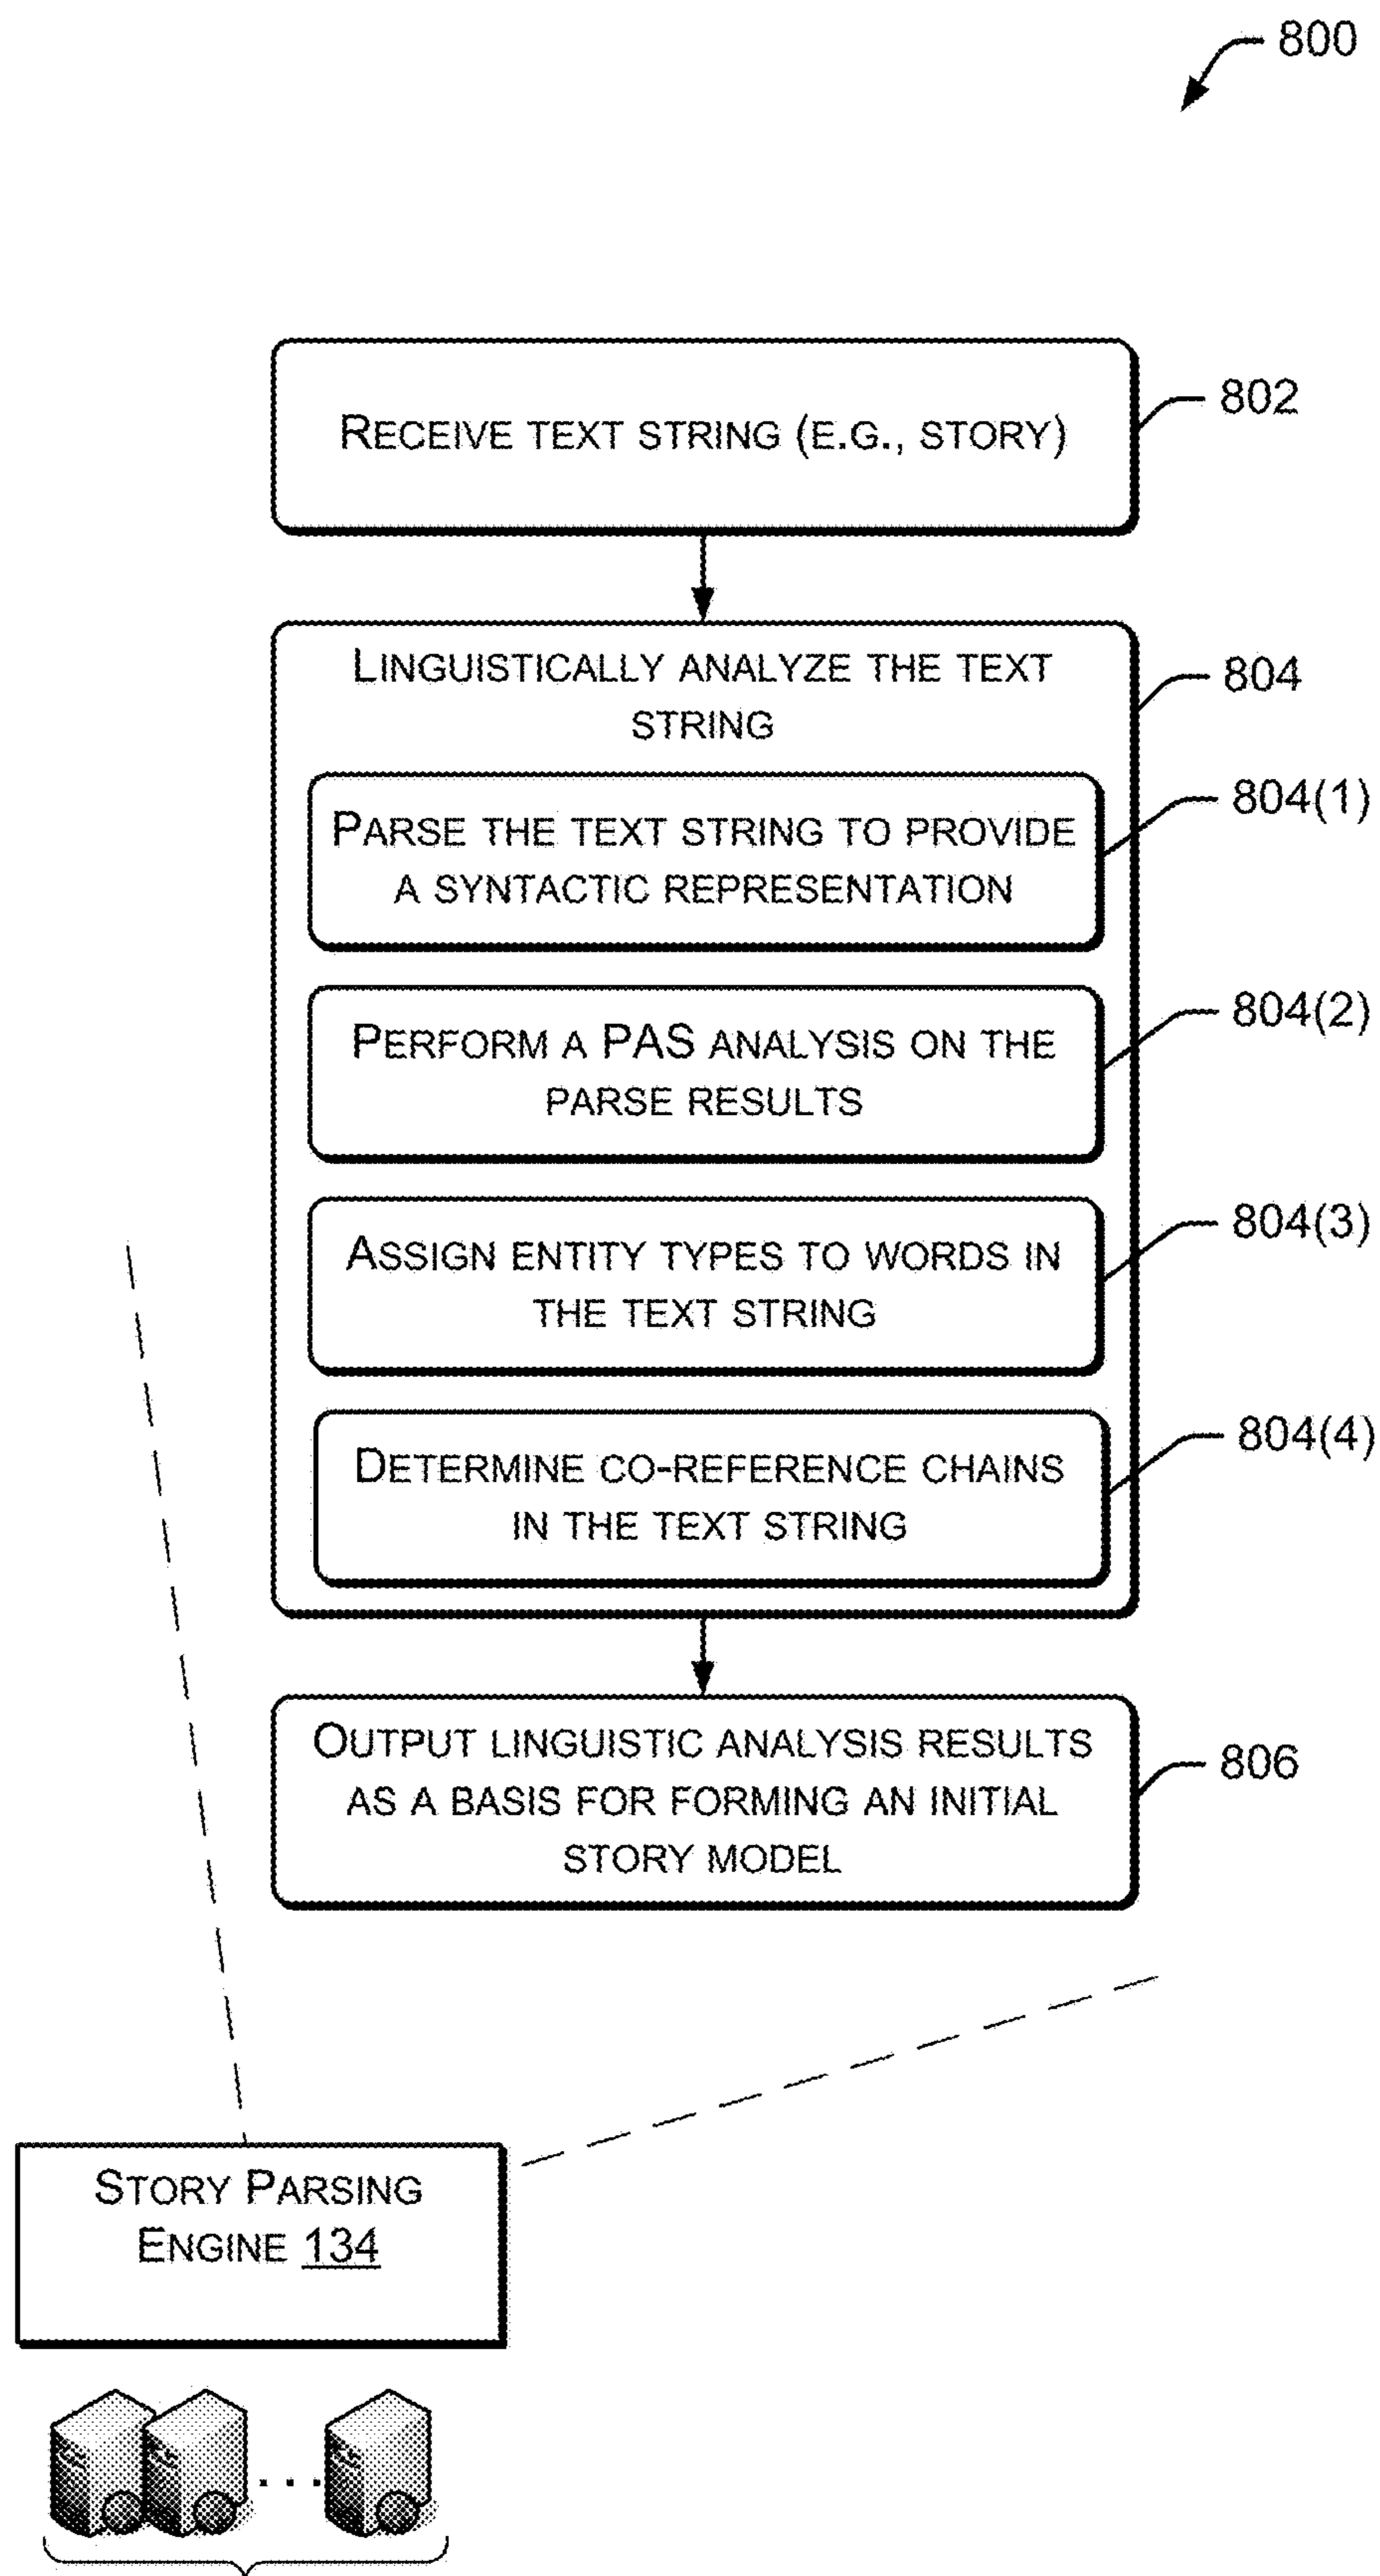 800
RECEIVE TEXT STRING (E.G., STORY)
802
LINGUISTICALLY ANALYZE THE TEXT
STRING
804
PARSE THE TEXT STRING TO PROVIDE
A SYNTACTIC REPRESENTATION
804(1)
PERFORM A PAS ANALYSIS ON THE
PARSE RESULTS
804(2)
ASSIGN ENTITY TYPES TO WORDS IN
THE TEXT STRING
804(3)
DETERMINE CO-REFERENCE CHAINS
IN THE TEXT STRING
804(4)
OUTPUT LINGUISTIC ANALYSIS RESULTS
AS A BASIS FOR FORMING AN INITIAL
STORY MODEL
806
STORY PARSING
ENGINE 134
...